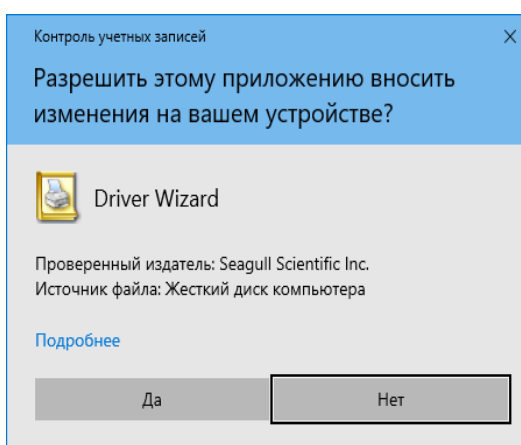 Контроль учетных записей
Разрешить этому приложению вносить
изменения на вашем устройстве?
Driver Wizard
Проверенный издатель: Seagull Scientific Inc.
Источник файла: Жесткий диск компьютера
Подробнее
Да
Нет